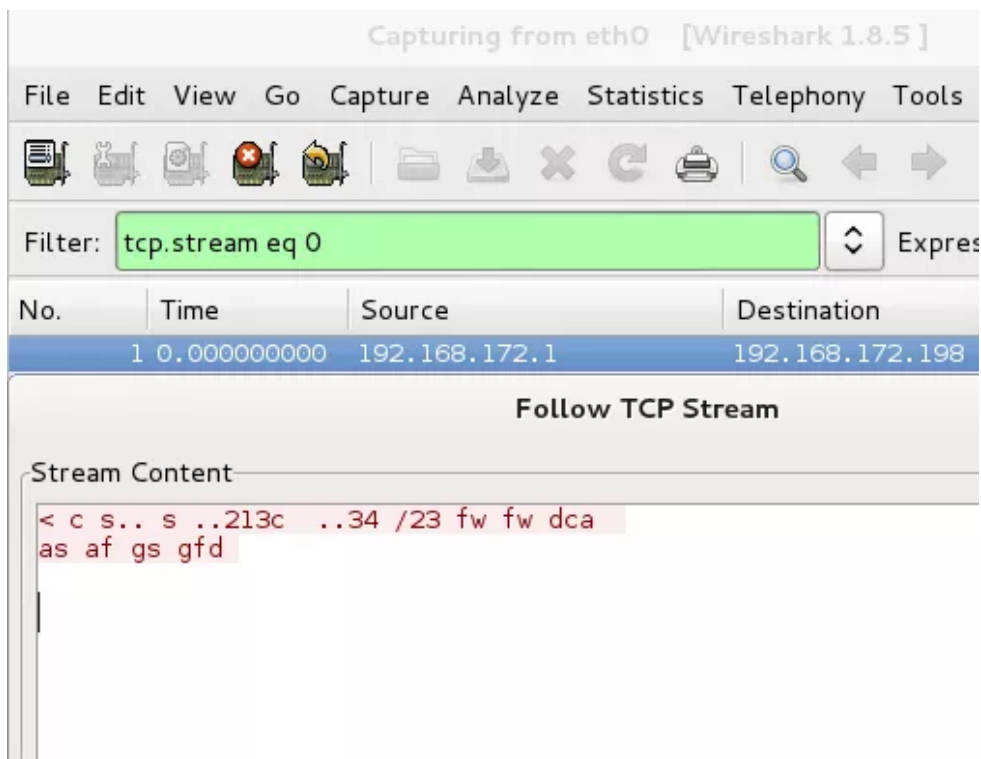 Capturing from eth0 [Wireshark 1.8.5 ]
File Edit View Go Capture Analyze Statistics Telephony Tools
Filter: tcp.stream eq 0 Expres
No. Time Source Destination
1 0.000000000 192.168.172.1 192.168.172.198
Follow TCP Stream
Stream Content
< c s.. s ..213c ..34 /23 fw fw dca
as af gs gfd